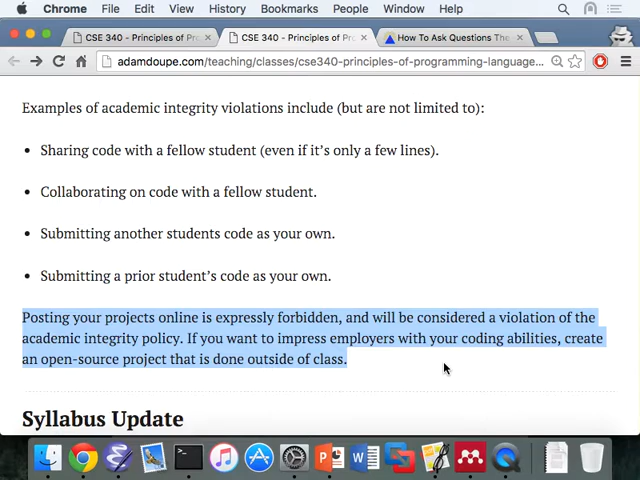 Chrome File Edit View History Bookmarks People Window Help
CSE 340 - Principles of Pr
CSE 340 - Principles of Pr
How To Ask Questions The
adamdoupe.com/teaching/classes/cse340-principles-of-programming-language...
Examples of academic integrity violations include (but are not limited to):
• Sharing code with a fellow student (even if it's only a few lines).
• Collaborating on code with a fellow student.
• Submitting another students code as your own.
• Submitting a prior student's code as your own.
Posting your projects online is expressly forbidden, and will be considered a violation of the
academic integrity policy. If you want to impress employers with your coding abilities, create
an open-source project that is done outside of class.
Syllabus Update